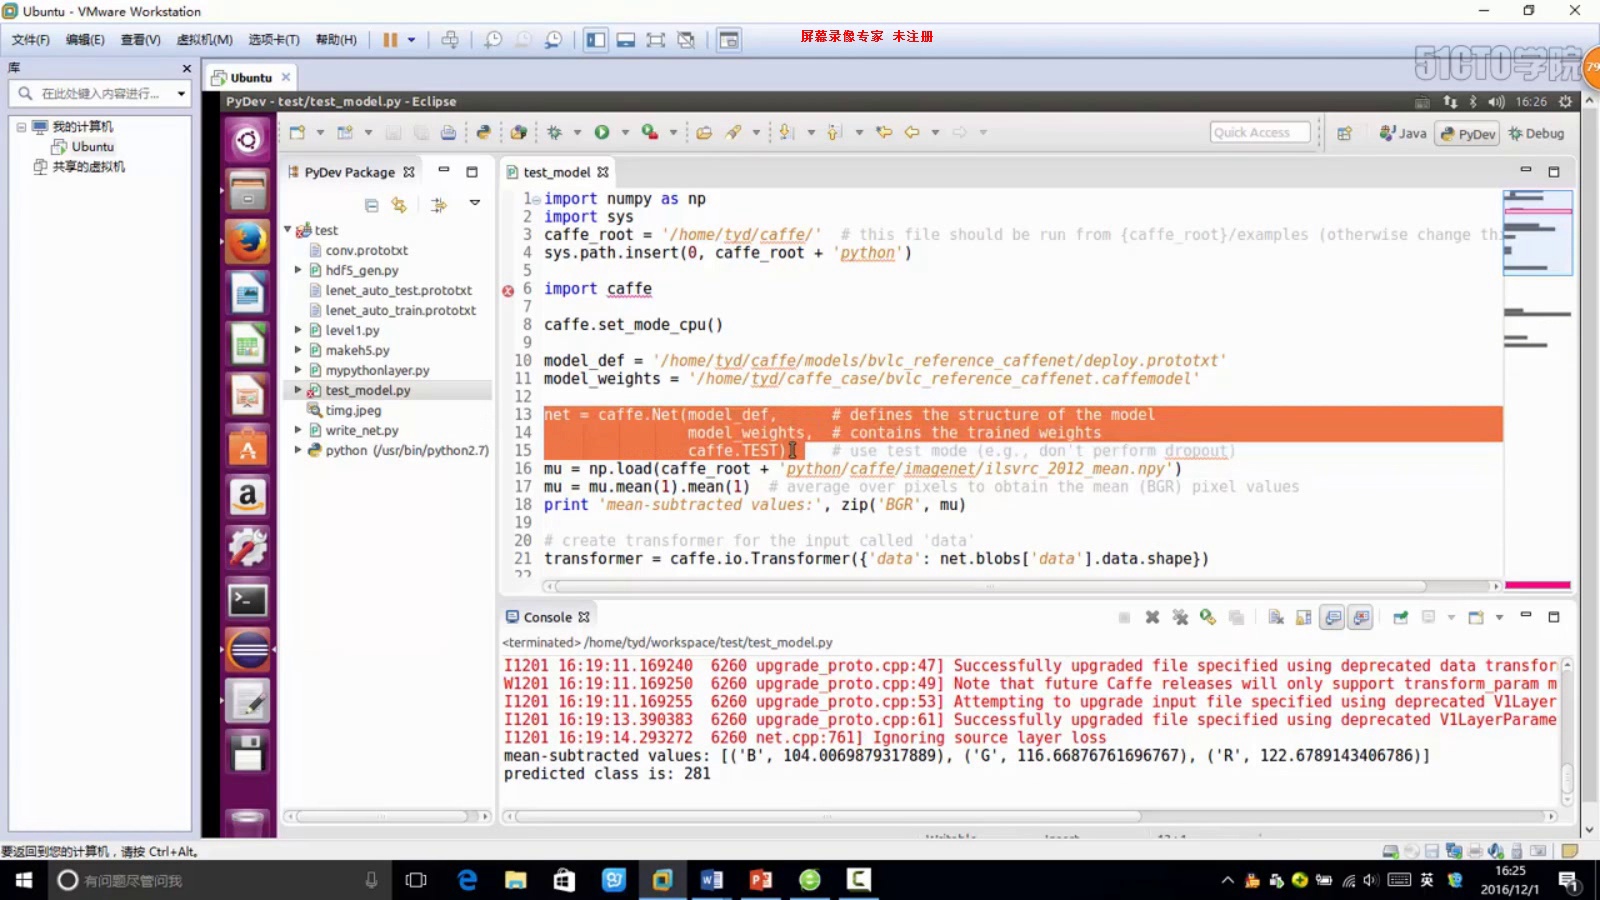 Ubuntu - VMware Workstation
文件(F) 编辑(E) 查看(V) 虚拟机(M) 选项卡(T) 帮助(H)
屏幕录像专家 未注册
51CTO学院
79
库
Ubuntu
在此处键入内容进行...
我的计算机
Ubuntu
共享的虚拟机
PyDev - test/test_model.py - Eclipse
16:26
Quick Access
Java
PyDev
Debug
PyDev Package
test
conv.prototxt
hdf5_gen.py
lenet_auto_test.prototxt
lenet_auto_train.prototxt
level1.py
makeh5.py
mypythonlayer.py
test_model.py
timg.jpeg
write_net.py
python (/usr/bin/python2.7)
test_model
1 import numpy as np
2 import sys
3 caffe_root = '/home/tyd/caffe/' # this file should be run from {caffe_root}/examples (otherwise change thi
4 sys.path.insert(0, caffe_root + 'python')
5
6 import caffe
7
8 caffe.set_mode_cpu()
9
10 model_def = '/home/tyd/caffe/models/bvlc_reference_caffenet/deploy.prototxt'
11 model_weights = '/home/tyd/caffe_case/bvlc_reference_caffenet.caffemodel'
12
13 net = caffe.Net(model_def, # defines the structure of the model
14 model_weights, # contains the trained weights
15 caffe.TEST) # use test mode (e.g., don't perform dropout)
16 mu = np.load(caffe_root + 'python/caffe/imagenet/ilsvrc_2012_mean.npy')
17 mu = mu.mean(1).mean(1) # average over pixels to obtain the mean (BGR) pixel values
18 print 'mean-subtracted values:', zip('BGR', mu)
19
20 # create transformer for the input called 'data'
21 transformer = caffe.io.Transformer({'data': net.blobs['data'].data.shape})
22
Console
<terminated> /home/tyd/workspace/test/test_model.py
I1201 16:19:11.169240 6260 upgrade_proto.cpp:47] Successfully upgraded file specified using deprecated data transfor
W1201 16:19:11.169250 6260 upgrade_proto.cpp:49] Note that future Caffe releases will only support transform_param m
I1201 16:19:11.169255 6260 upgrade_proto.cpp:53] Attempting to upgrade input file specified using deprecated V1Layer
I1201 16:19:13.390383 6260 upgrade_proto.cpp:61] Successfully upgraded file specified using deprecated V1LayerParame
I1201 16:19:14.293272 6260 net.cpp:761] Ignoring source layer loss
mean-subtracted values: [('B', 104.0069879317889), ('G', 116.66876761696767), ('R', 122.6789143406786)]
predicted class is: 281
要返回到您的计算机，请按 Ctrl+Alt。
有问题尽管问我
英
16:25
2016/12/1
1